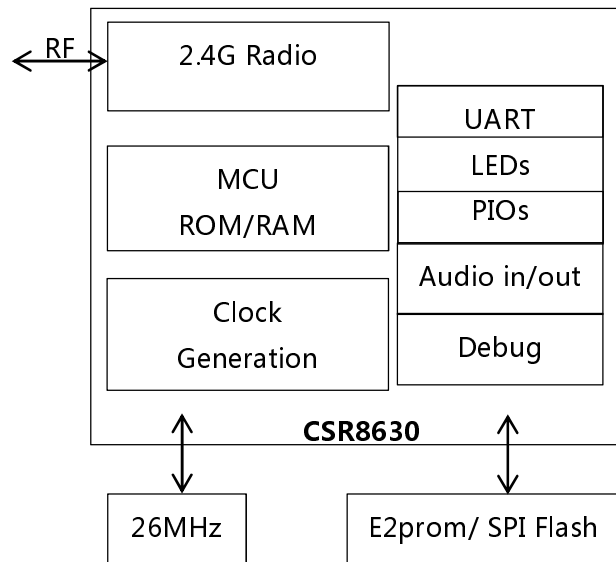 RF
2.4G Radio
UART
LEDs
PIOs
MCU
ROM/RAM
Audio in/out
Clock
Generation
Debug
CSR8630
26MHz
E2prom/ SPI Flash